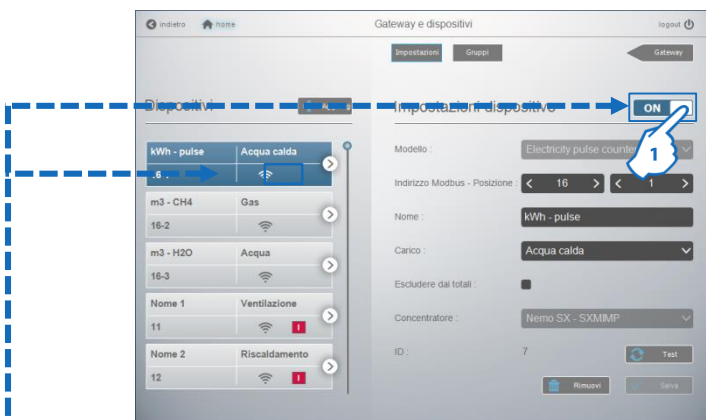 indietro home Gateway e dispositivi logout
Impostazioni Gruppi Gateway
Dispositivi
Impostazioni dispositivo ON
1
kWh - pulse Acqua calda
m3 - CH4 Gas
16-2
m3 - H2O Acqua
16-3
Nome 1 Ventilazione
11 I
Nome 2 Riscaldamento
12 I
Modello : Electricity pulse counter
Indirizzo Modbus - Posizione : < 16 > < 1 >
Nome : kWh - pulse
Carico : Acqua calda
Escludere dai totali :
Concentratore : Nemo SX - SXMIMP
ID : 7 Test
Rimuovi Salva